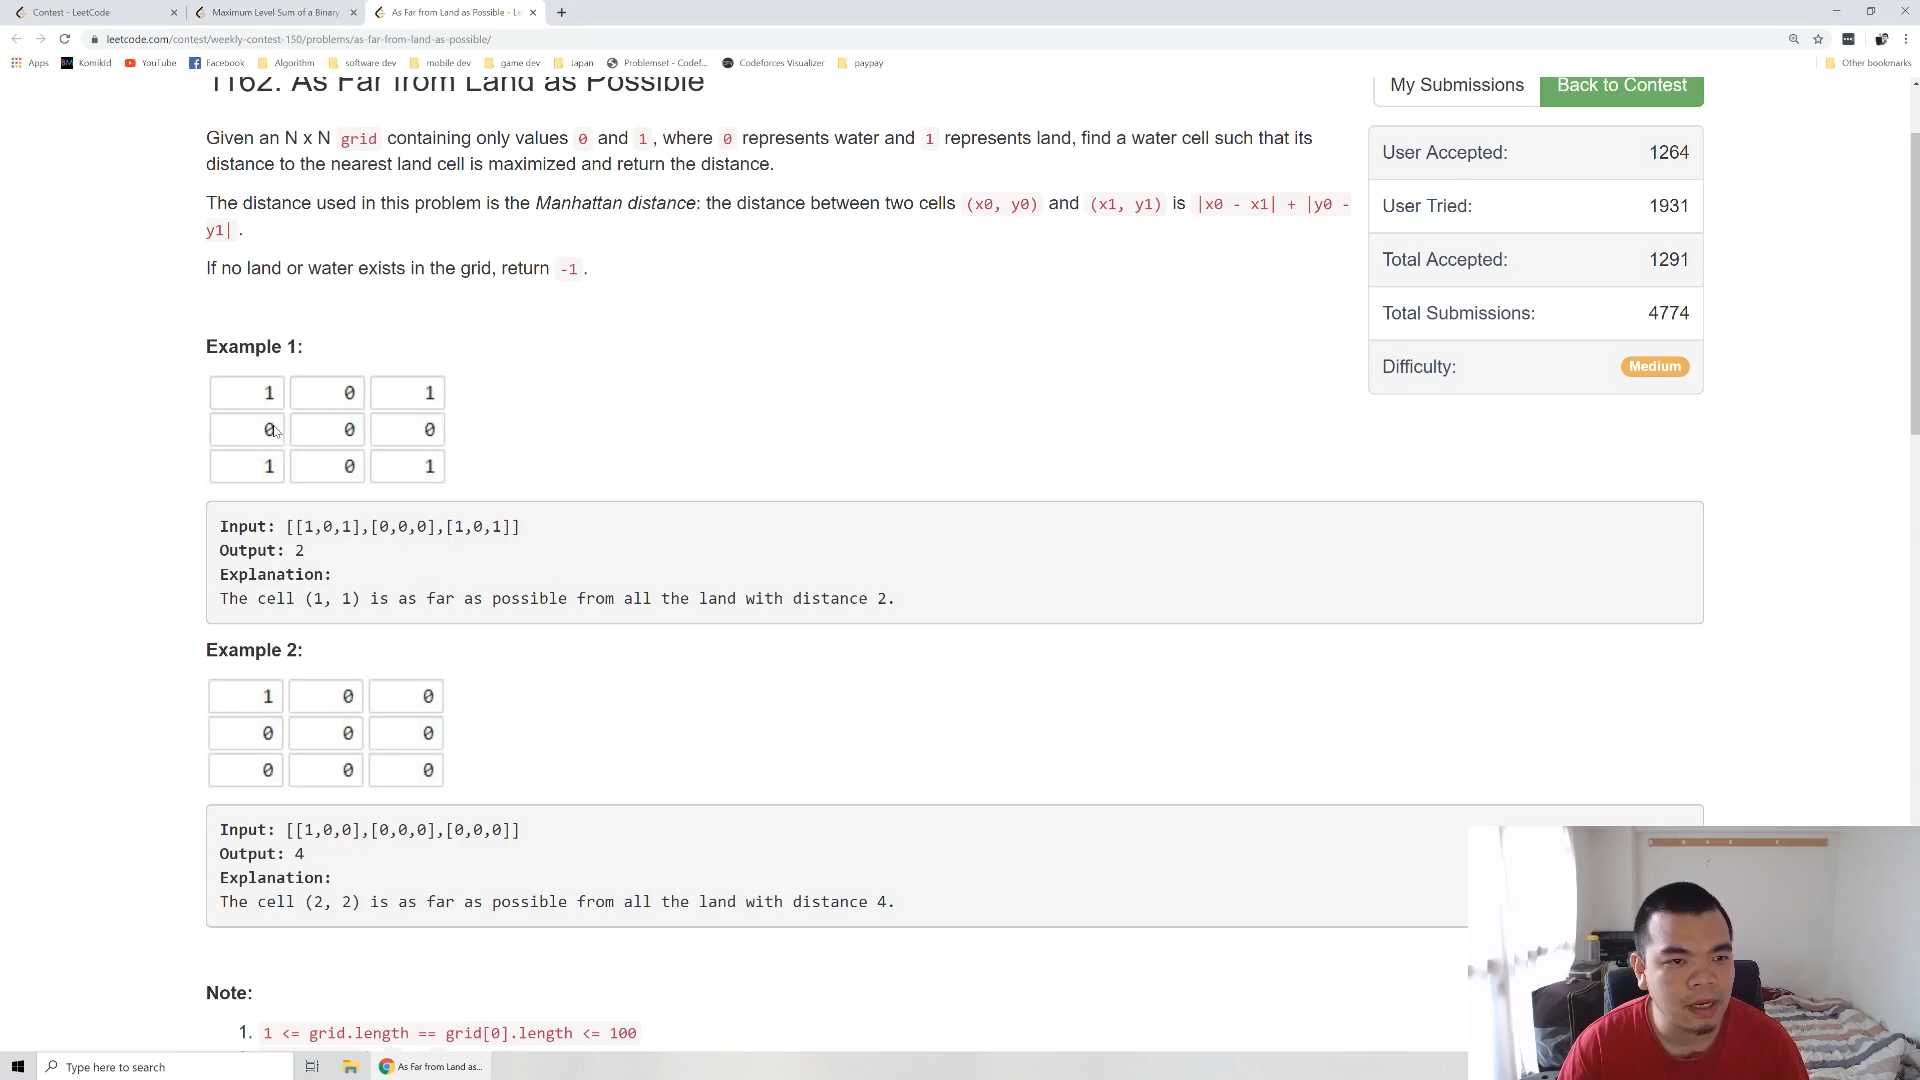 Contest - LeetCode
Maximum Level Sum of a Binary
As Far from Land as Possible - Le
leetcode.com/contest/weekly-contest-150/problems/as-far-from-land-as-possible/
Apps KomikId YouTube Facebook Algorithm software dev mobile dev game dev Japan Problemset - Codef... Codeforces Visualizer paypay Other bookmarks
1162. As Far from Land as Possible
My Submissions Back to Contest
Given an N x N grid containing only values 0 and 1, where 0 represents water and 1 represents land, find a water cell such that its
distance to the nearest land cell is maximized and return the distance.
The distance used in this problem is the Manhattan distance: the distance between two cells (x0, y0) and (x1, y1) is |x0 - x1| + |y0 -
y1|.
If no land or water exists in the grid, return -1.
User Accepted: 1264
User Tried: 1931
Total Accepted: 1291
Total Submissions: 4774
Difficulty: Medium
Example 1:
1 0 1
0 0 0
1 0 1
Input: [[1,0,1],[0,0,0],[1,0,1]]
Output: 2
Explanation:
The cell (1, 1) is as far as possible from all the land with distance 2.
Example 2:
1 0 0
0 0 0
0 0 0
Input: [[1,0,0],[0,0,0],[0,0,0]]
Output: 4
Explanation:
The cell (2, 2) is as far as possible from all the land with distance 4.
Note:
1. 1 <= grid.length == grid[0].length <= 100
Type here to search
As Far from Land as...